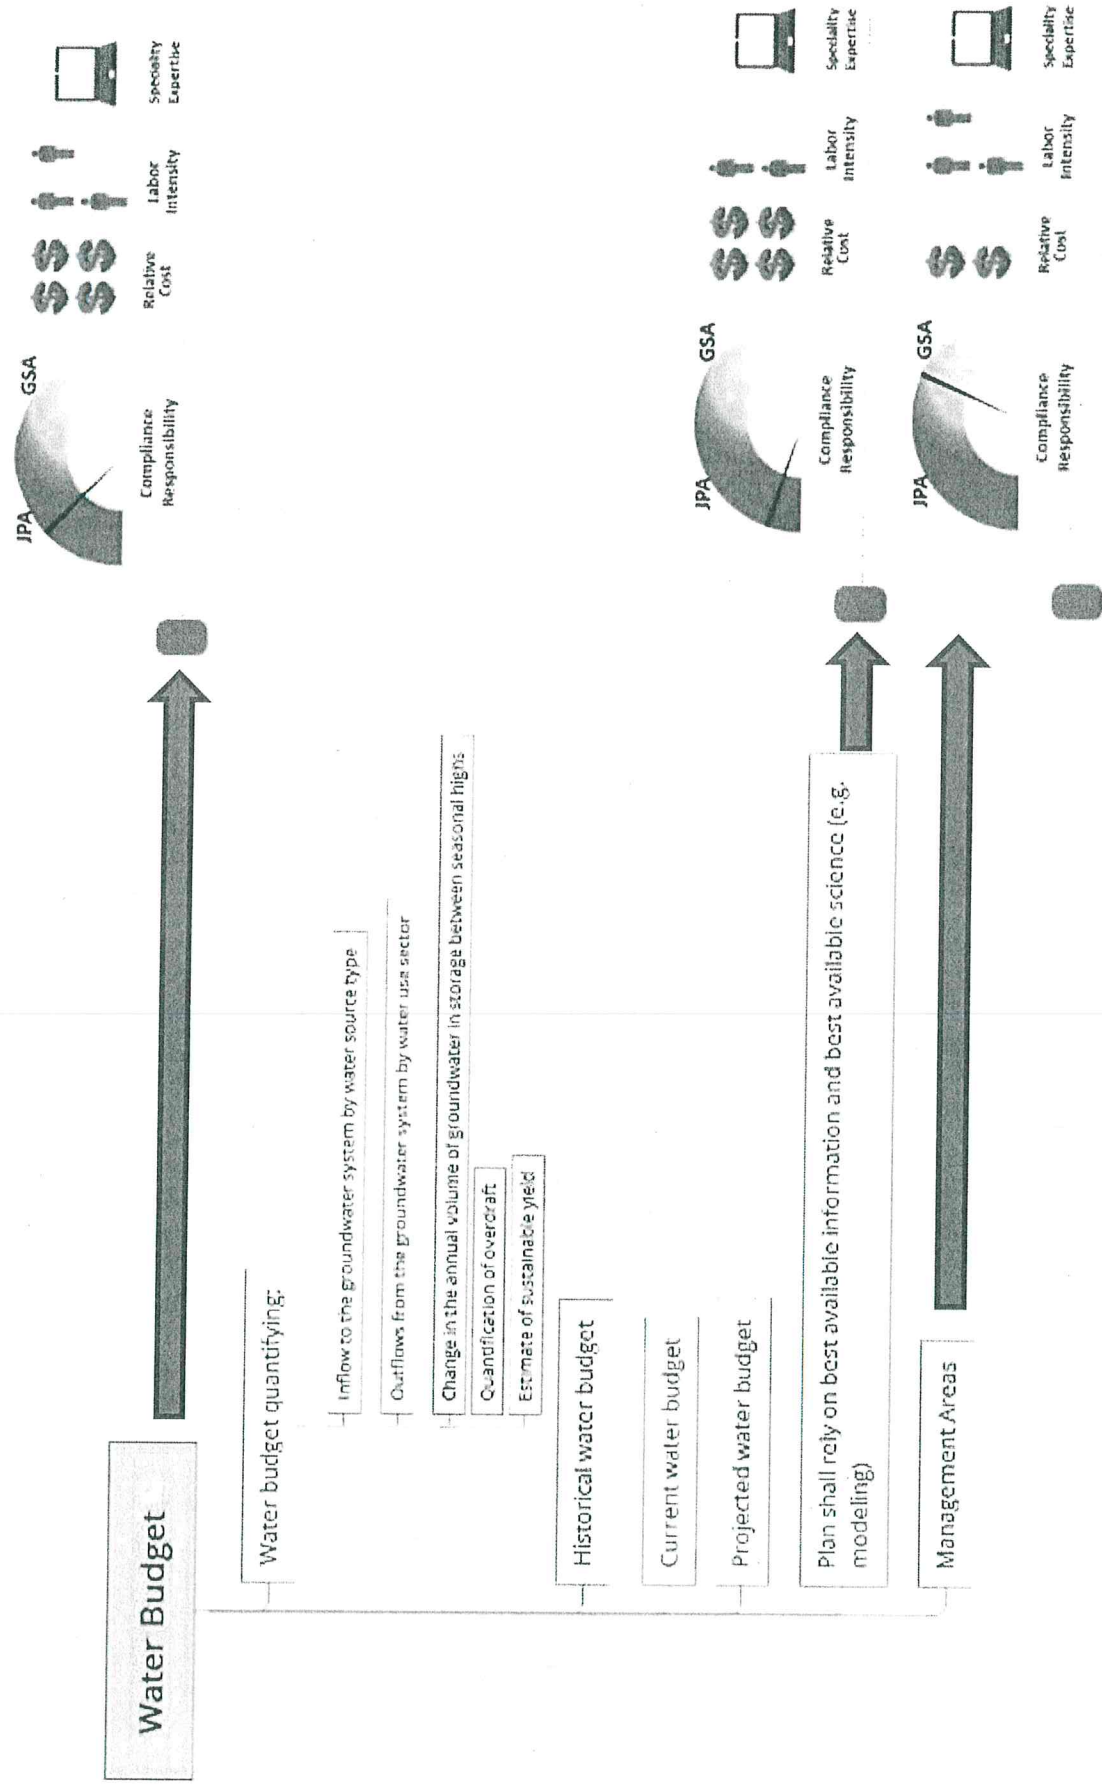 Water Budget
Water budget quantifying:
Inflow to the groundwater system by water source type
Outflows from the groundwater system by water use sector
Change in the annual volume of groundwater in storage between seasonal highs
Quantification of overdraft
Estimate of sustainable yield
Historical water budget
Current water budget
Projected water budget
Plan shall rely on best available information and best available science (e.g.
modeling)
Management Areas
JPA
GSA
Compliance
Responsibility
$ $
$ $
Relative
Cost
Labor
Intensity
Speciality
Expertise
JPA
GSA
Compliance
Responsibility
$ $
$ $
Relative
Cost
Labor
Intensity
Speciality
Expertise
JPA
GSA
Compliance
Responsibility
$
$
Relative
Cost
Labor
Intensity
Speciality
Expertise